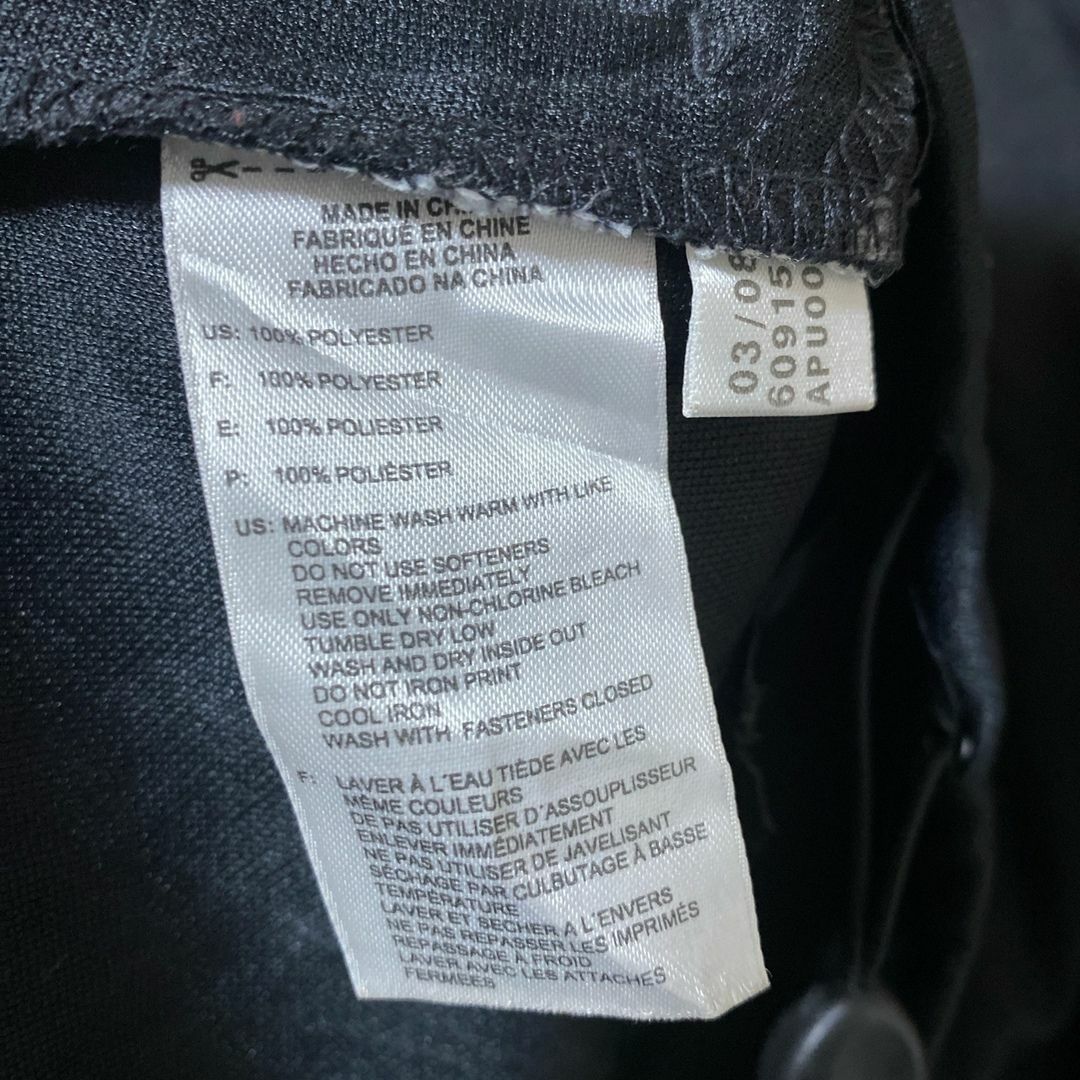 MADE IN
FABRIQUÉ EN CHINE
HECHO EN CHINA
FABRICADO NA CHINA
US: 100% POLYESTER
F: 100% POLYESTER
E: 100% POLIESTER
P: 100% POLIÈSTER
US: MACHINE WASH WARM WITH LIKE
COLORS
DO NOT USE SOFTENERS
REMOVE IMMEDIATELY
USE ONLY NON-CHLORINE BLEACH
TUMBLE DRY LOW
WASH AND DRY INSIDE OUT
DO NOT IRON PRINT
COOL IRON
WASH WITH FASTENERS CLOSED
F: LAVER À L'EAU TIÈDE AVEC LES
MÊME COULEURS
DE PAS UTILISER D'ASSOUPLISSEUR
ENLEVER IMMÉDIATEMENT
NE PAS UTILISER DE JAVELISANT
SÉCHAGE PAR CULBUTAGE À BASSE
TEMPÉRATURE
LAVER ET SÉCHER À L'ENVERS
NE PAS REPASSER LES IMPRIMÉS
REPASSAGE À FROID
LAVER AVEC LES ATTACHES
FERMÉES
03/08
60915
APU00